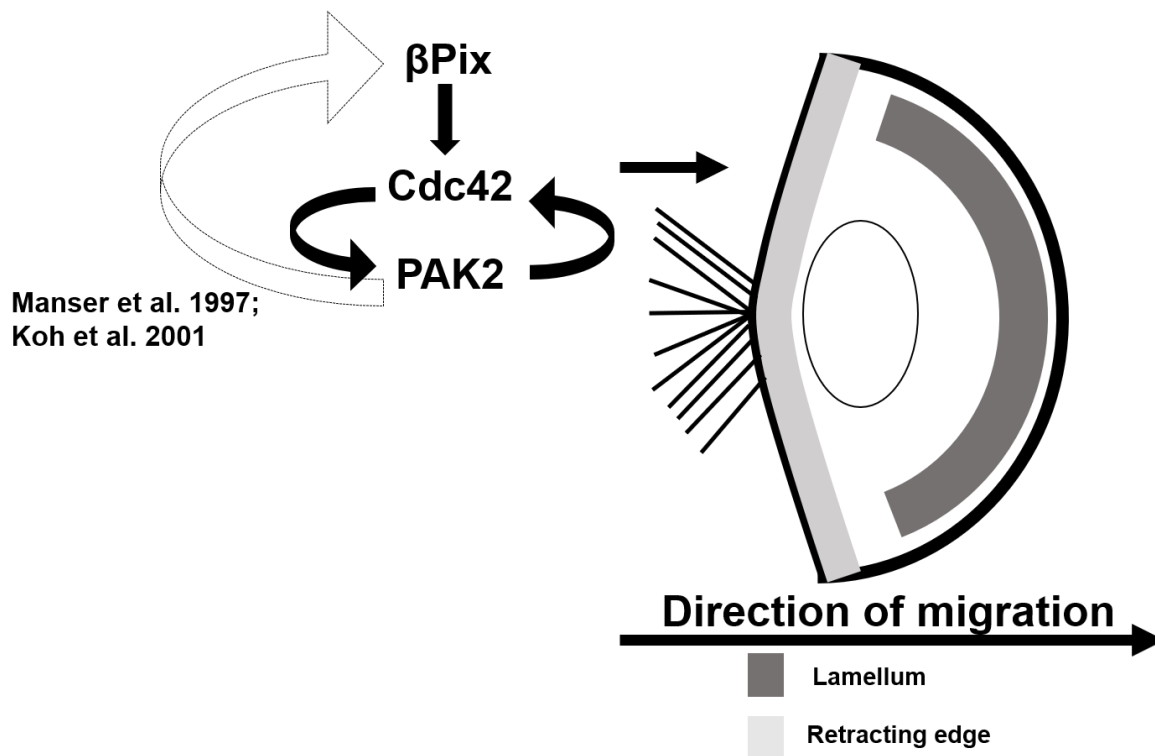 βPix
Cdc42
PAK2
Manser et al. 1997;
Koh et al. 2001
Direction of migration
Lamellum
Retracting edge